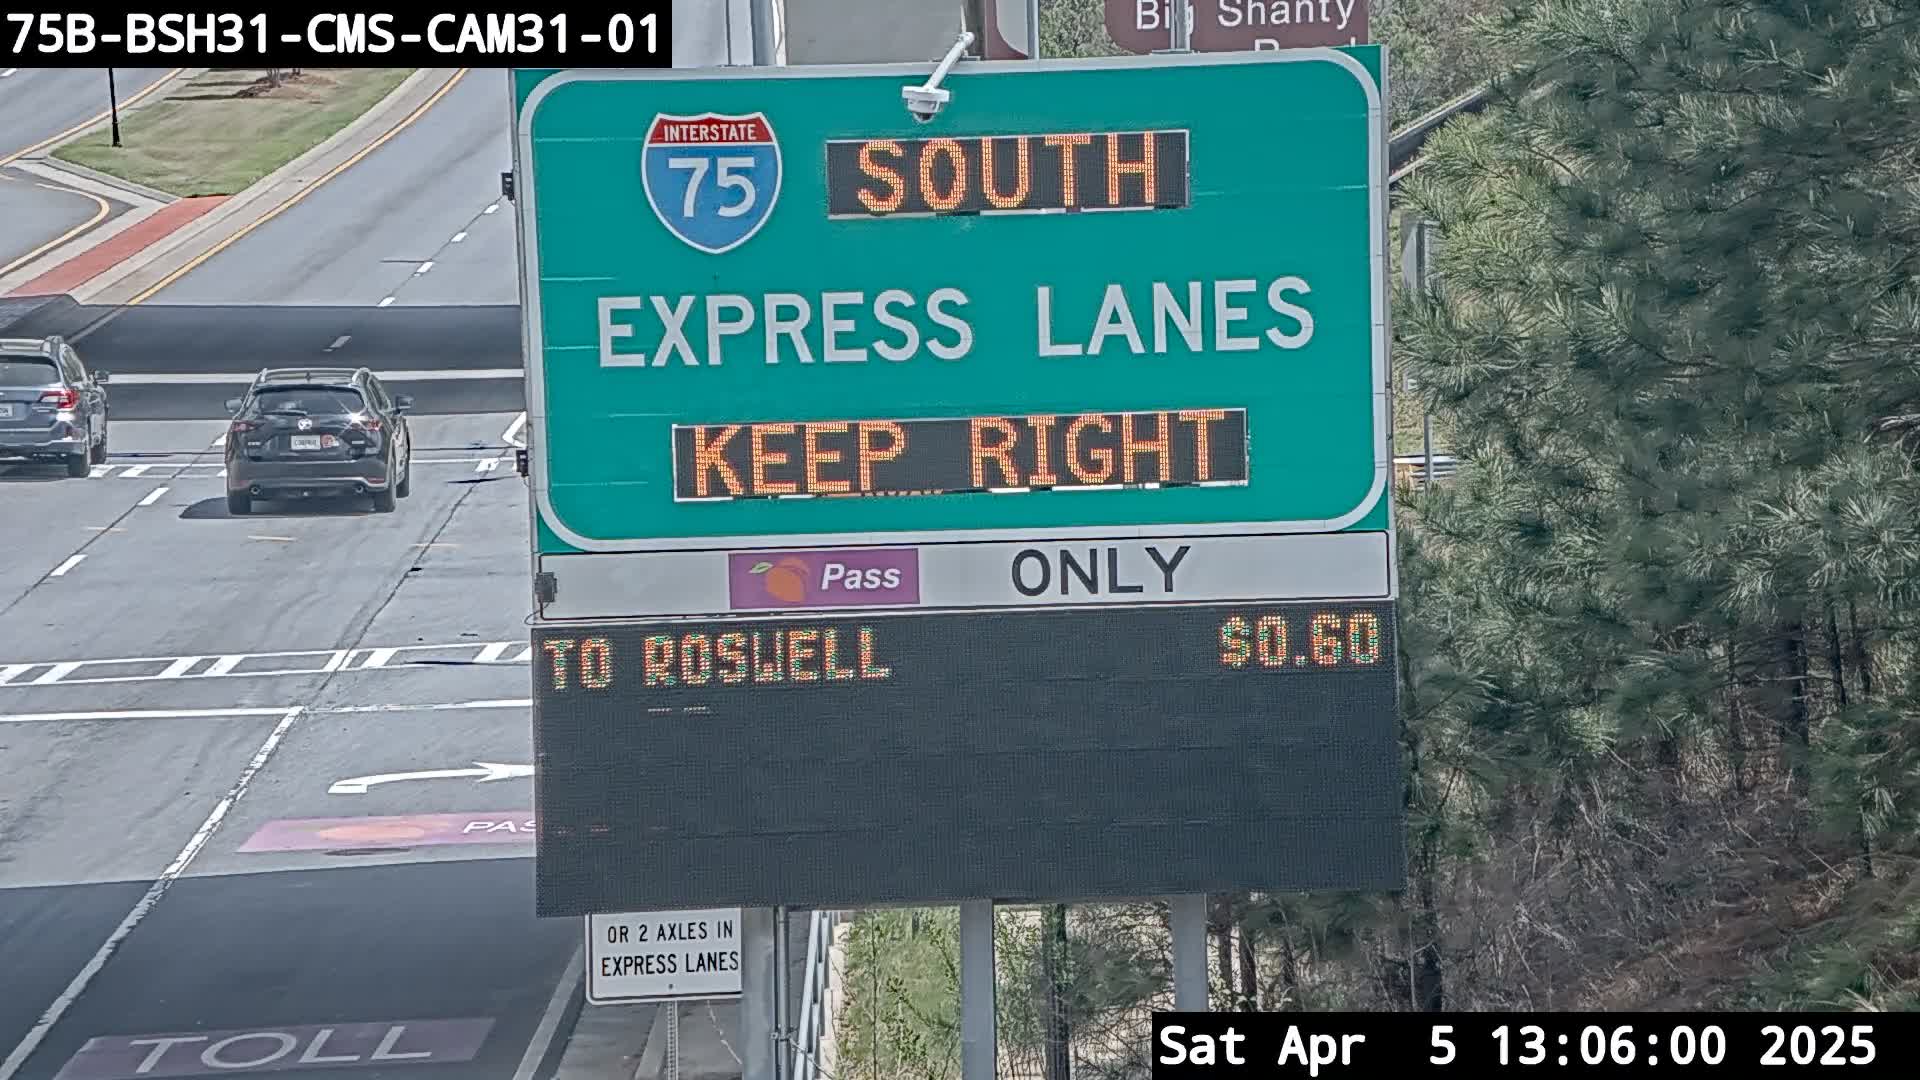 75B-BSH31-CMS-CAM31-01
Big Shanty
INTERSTATE
75
SOUTH
EXPRESS LANES
KEEP RIGHT
Pass ONLY
TO ROSWELL $0.60
OR 2 AXLES IN
EXPRESS LANES
TOLL
Sat Apr 5 13:06:00 2025